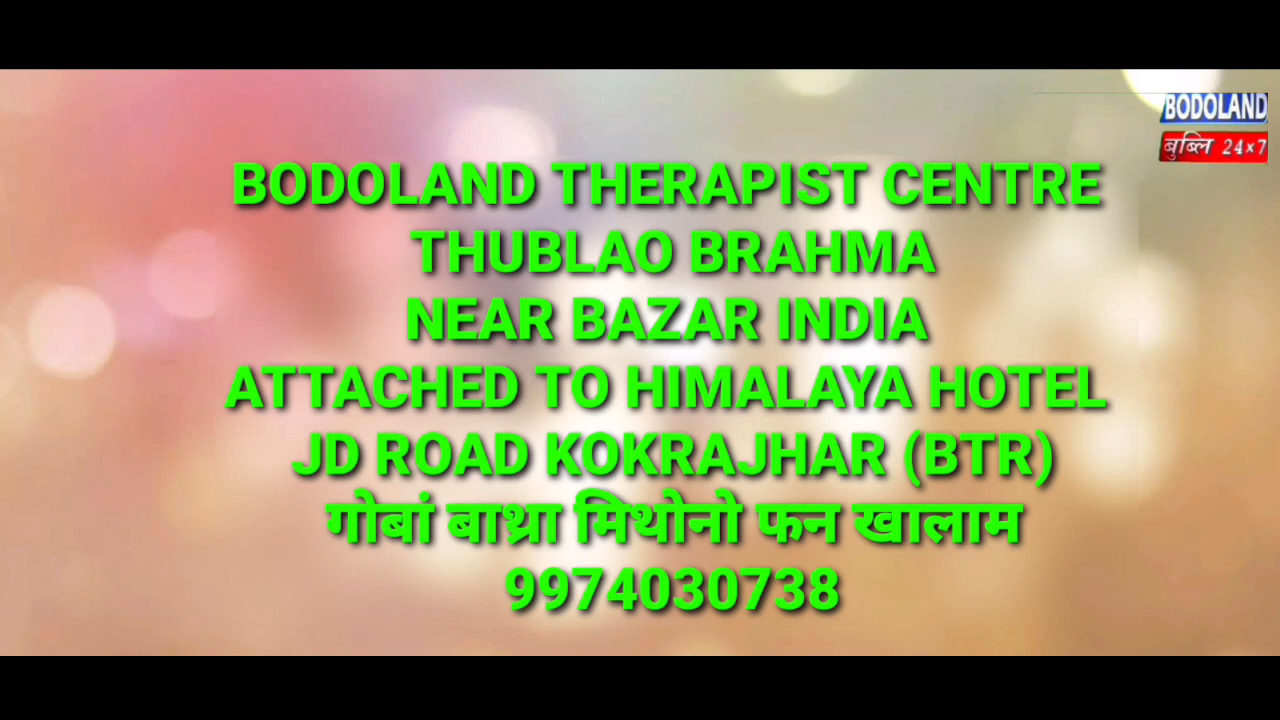 BODOLAND
बुब्लि 24×7
BODOLAND THERAPIST CENTRE
THUBLAO BRAHMA
NEAR BAZAR INDIA
ATTACHED TO HIMALAYA HOTEL
JD ROAD KOKRAJHAR (BTR)
गोबां बाथ्रा मिथोनो फन खालाम
9974030738